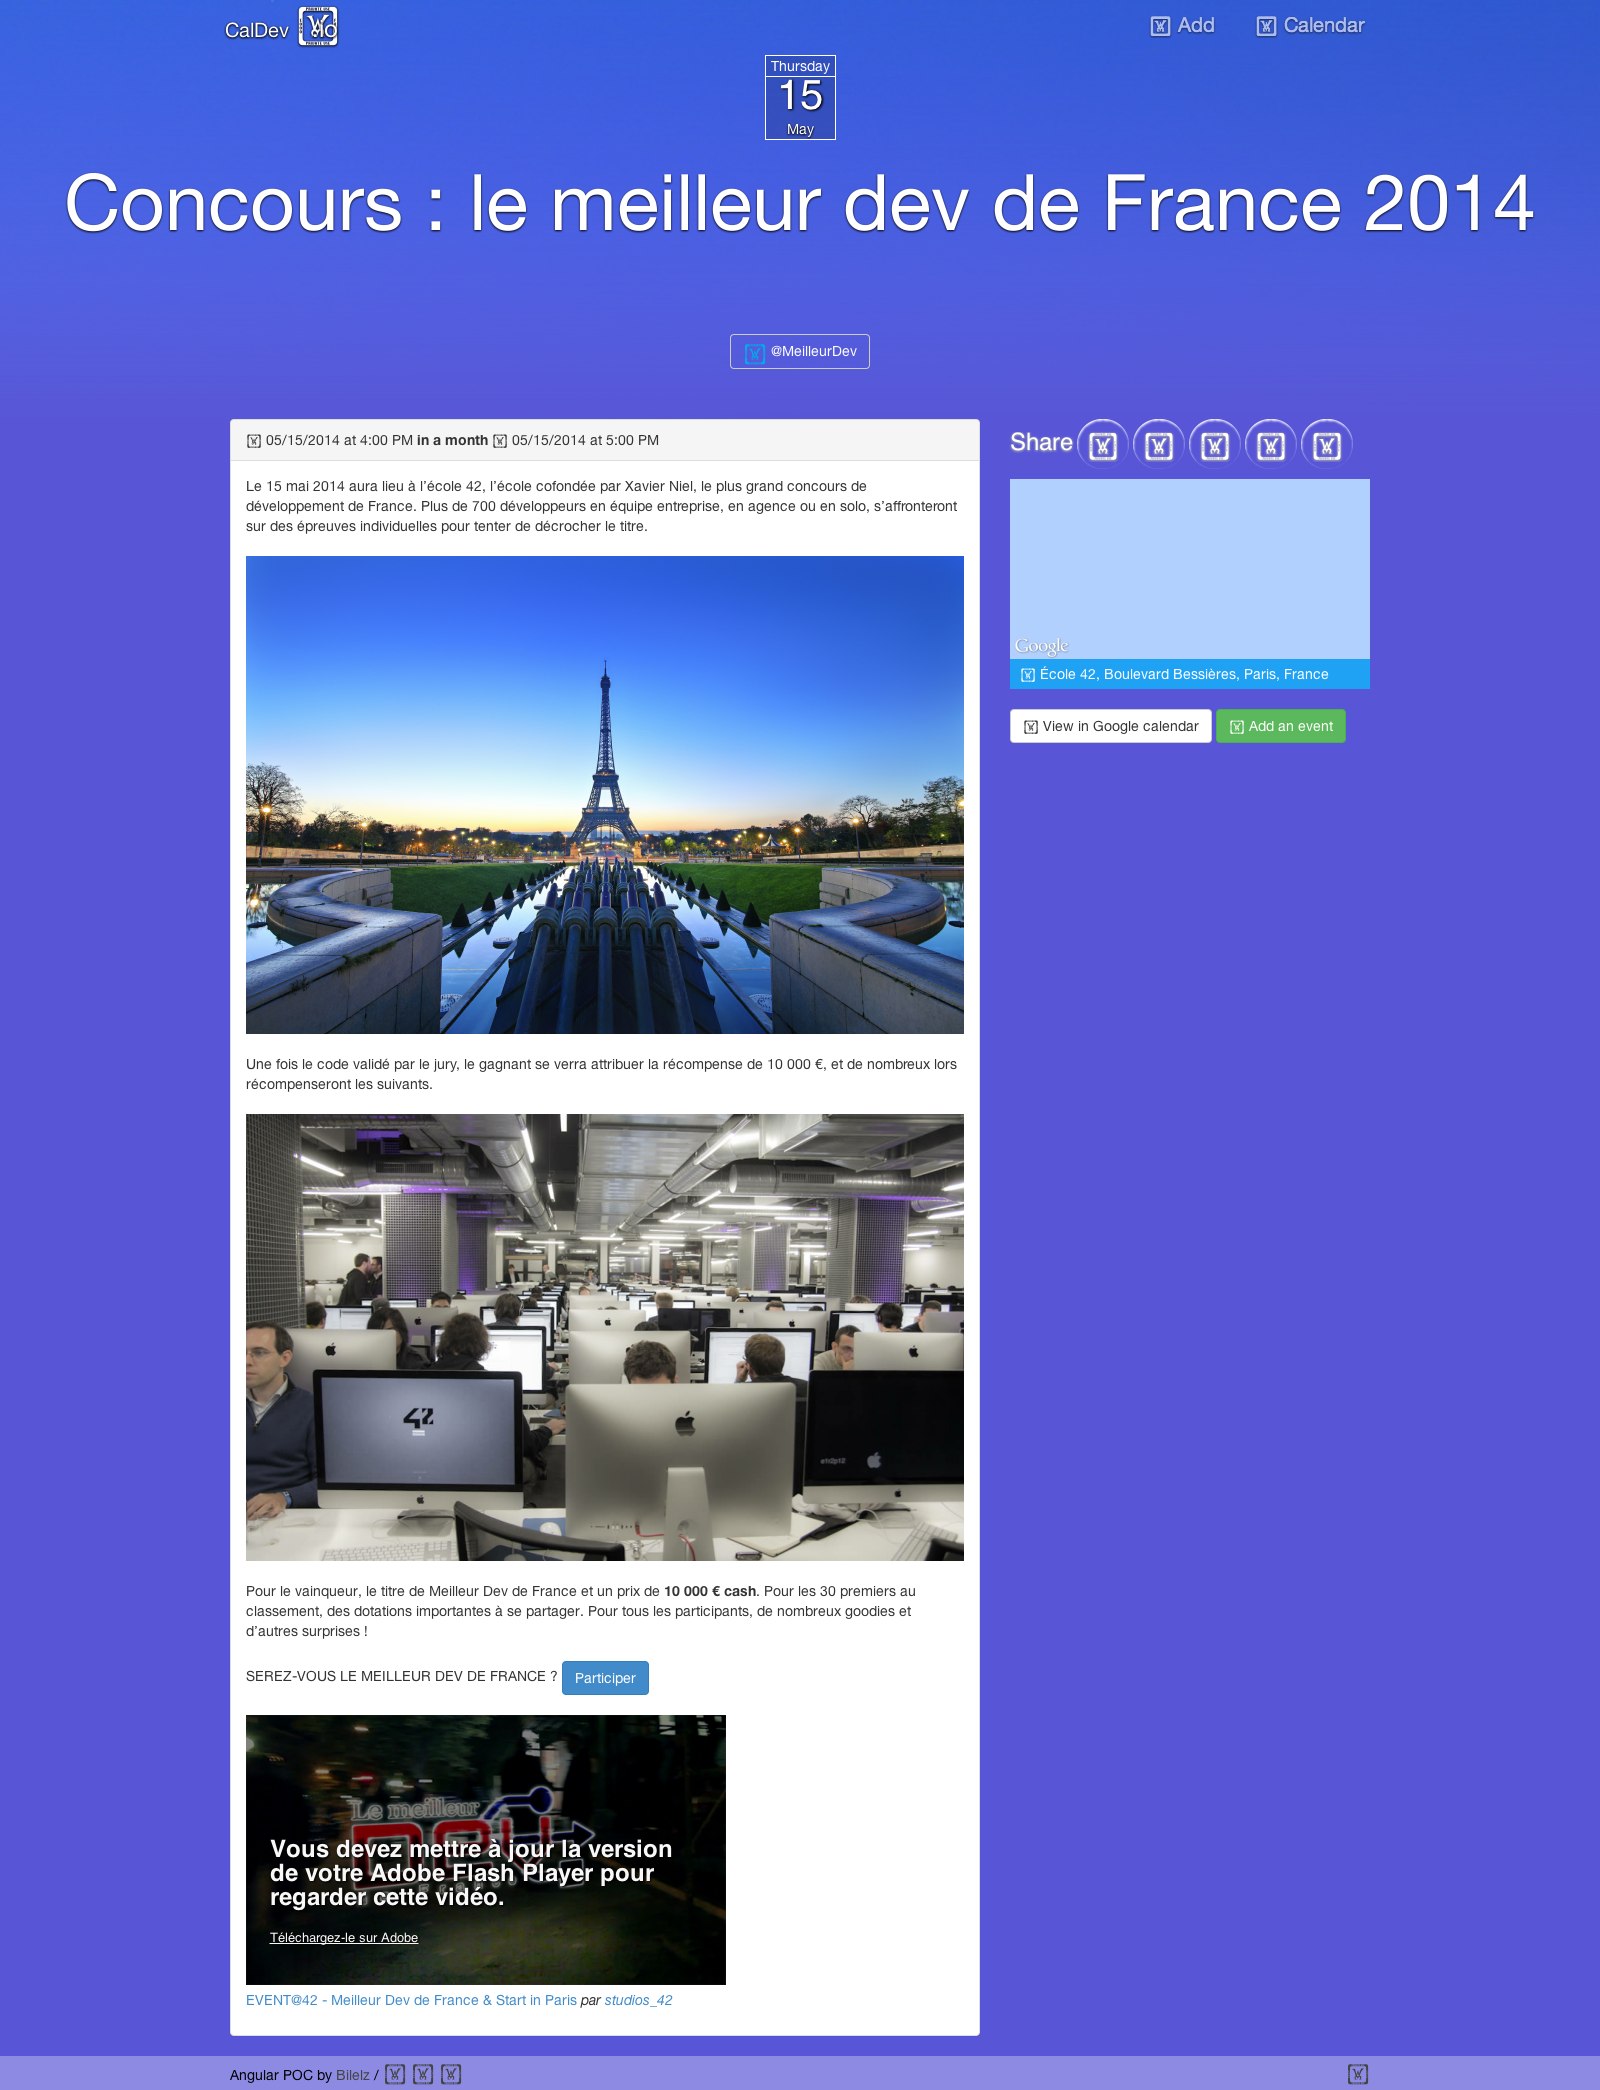 CalDev
Add
Calendar
Thursday
15
May
Concours : le meilleur dev de France 2014
@MeilleurDev
05/15/2014 at 4:00 PM in a month 05/15/2014 at 5:00 PM
Le 15 mai 2014 aura lieu à l’école 42, l’école cofondée par Xavier Niel, le plus grand concours de
développement de France. Plus de 700 développeurs en équipe entreprise, en agence ou en solo, s’affronteront
sur des épreuves individuelles pour tenter de décrocher le titre.
Une fois le code validé par le jury, le gagnant se verra attribuer la récompense de 10 000 €, et de nombreux lors
récompenseront les suivants.
42
Pour le vainqueur, le titre de Meilleur Dev de France et un prix de 10 000 € cash. Pour les 30 premiers au
classement, des dotations importantes à se partager. Pour tous les participants, de nombreux goodies et
d’autres surprises !
SEREZ-VOUS LE MEILLEUR DEV DE FRANCE ? Participer
Le meilleur
Vous devez mettre à jour la version
de votre Adobe Flash Player pour
regarder cette vidéo.
Téléchargez-le sur Adobe
EVENT@42 - Meilleur Dev de France & Start in Paris par studios_42
Share
Google
École 42, Boulevard Bessières, Paris, France
View in Google calendar
Add an event
Angular POC by Bilelz /